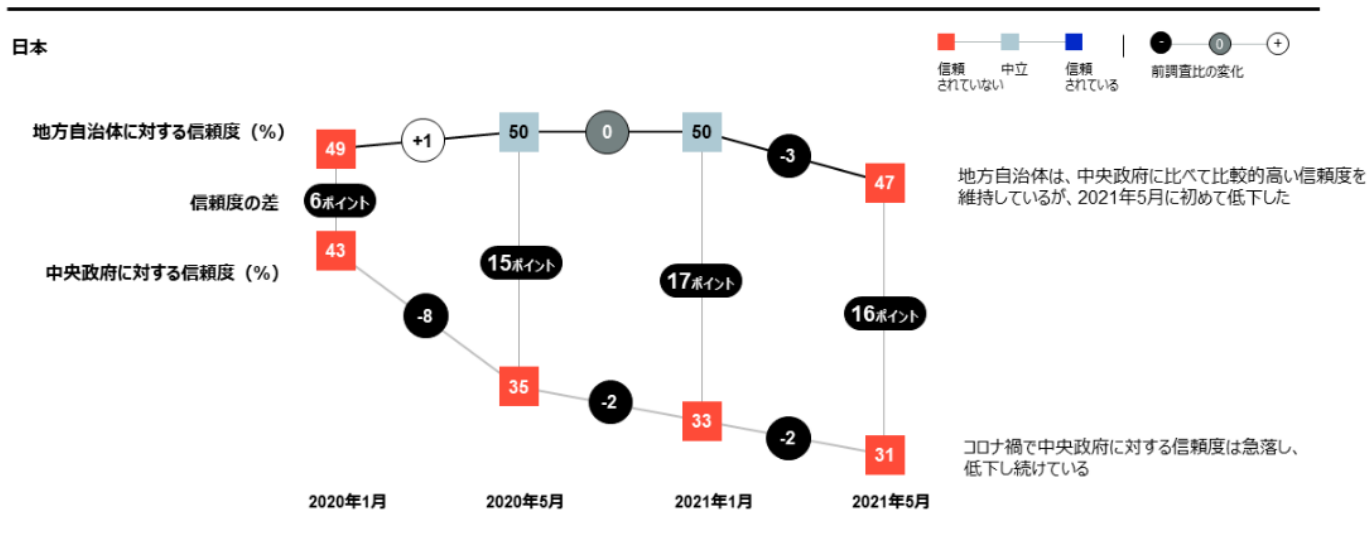 日本
- 0 +
信頼
されていない
中立
信頼
されている
前調査比の変化
地方自治体に対する信頼度（%）
49
+1
50
0
50
-3
47
地方自治体は、中央政府に比べて比較的高い信頼度を
維持しているが、2021年5月に初めて低下した
信頼度の差
6ポイント
15ポイント
17ポイント
16ポイント
中央政府に対する信頼度（%）
43
-8
35
-2
33
-2
31
コロナ禍で中央政府に対する信頼度は急落し、
低下し続けている
2020年1月 2020年5月 2021年1月 2021年5月